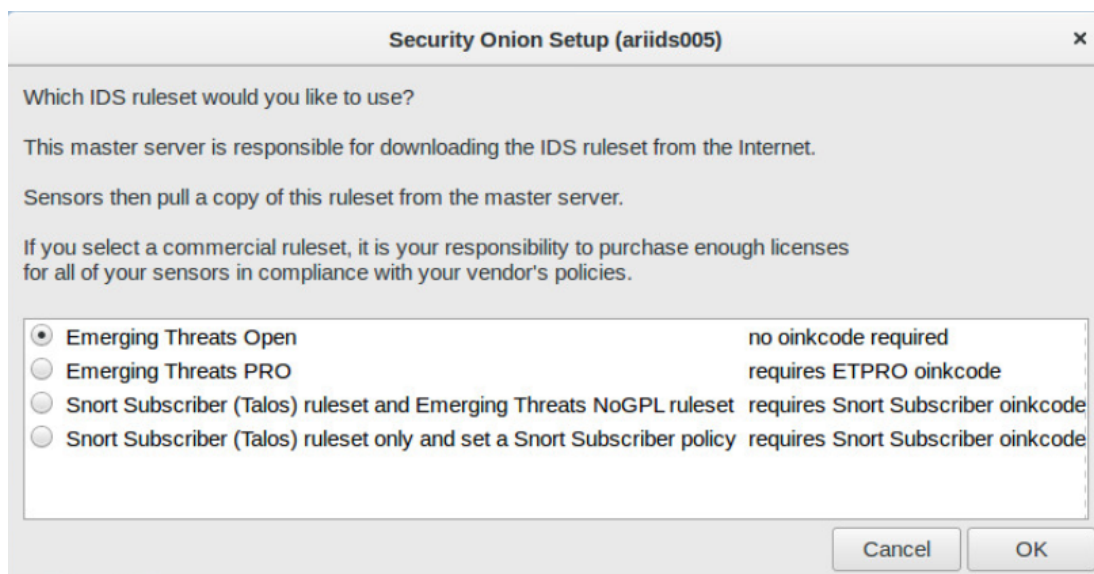 Security Onion Setup (ariids005)
Which IDS ruleset would you like to use?
This master server is responsible for downloading the IDS ruleset from the Internet.
Sensors then pull a copy of this ruleset from the master server.
If you select a commercial ruleset, it is your responsibility to purchase enough licenses
for all of your sensors in compliance with your vendor's policies.
Emerging Threats Open no oinkcode required
Emerging Threats PRO requires ETPRO oinkcode
Snort Subscriber (Talos) ruleset and Emerging Threats NoGPL ruleset requires Snort Subscriber oinkcode
Snort Subscriber (Talos) ruleset only and set a Snort Subscriber policy requires Snort Subscriber oinkcode
Cancel OK